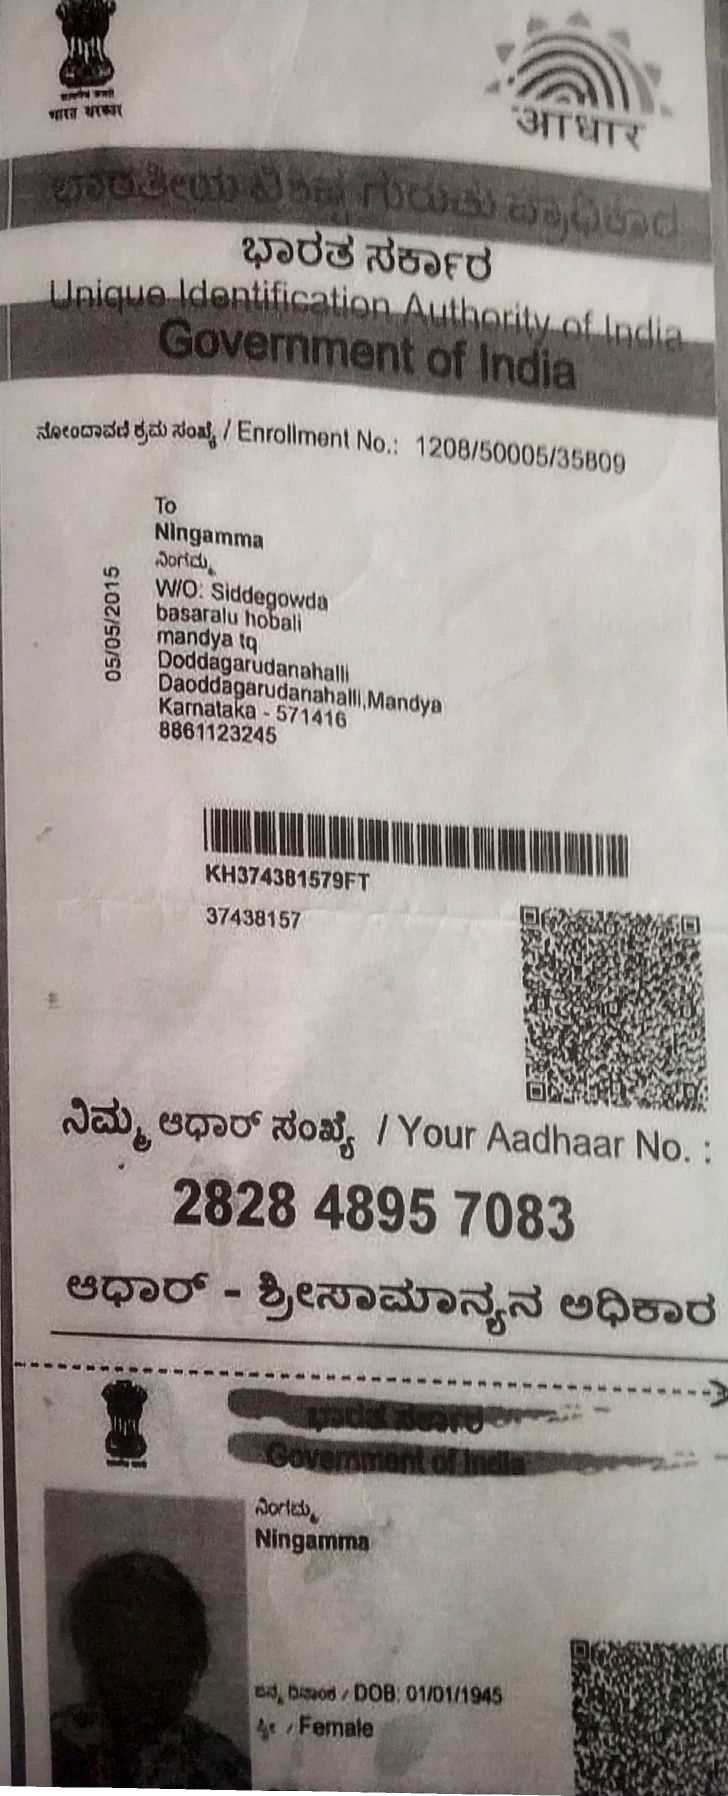 भारत सरकार
आधार
ಭಾರತೀಯ ವಿಶಿಷ್ಟ ಗುರುತು ಪ್ರಾಧಿಕಾರ
ಭಾರತ ಸರ್ಕಾರ
Unique Identification Authority of India
Government of India
ನೋಂದಾವಣಿ ಕ್ರಮ ಸಂಖ್ಯೆ / Enrollment No.: 1208/50005/35809
To
Ningamma
ನಿಂಗಮ್ಮ
W/O: Siddegowda
basaralu hobali
mandya tq
Doddagarudanahalli
Daoddagarudanahalli,Mandya
Karnataka - 571416
8861123245
05/05/2015
KH374381579FT
37438157
ನಿಮ್ಮ ಆಧಾರ್ ಸಂಖ್ಯೆ / Your Aadhaar No. :
2828 4895 7083
ಆಧಾರ್ - ಶ್ರೀಸಾಮಾನ್ಯನ ಅಧಿಕಾರ
ಭಾರತ ಸರ್ಕಾರ
Government of India
ನಿಂಗಮ್ಮ
Ningamma
ಜನ್ಮ ದಿನಾಂಕ / DOB: 01/01/1945
ಸ್ತ್ರೀ / Female